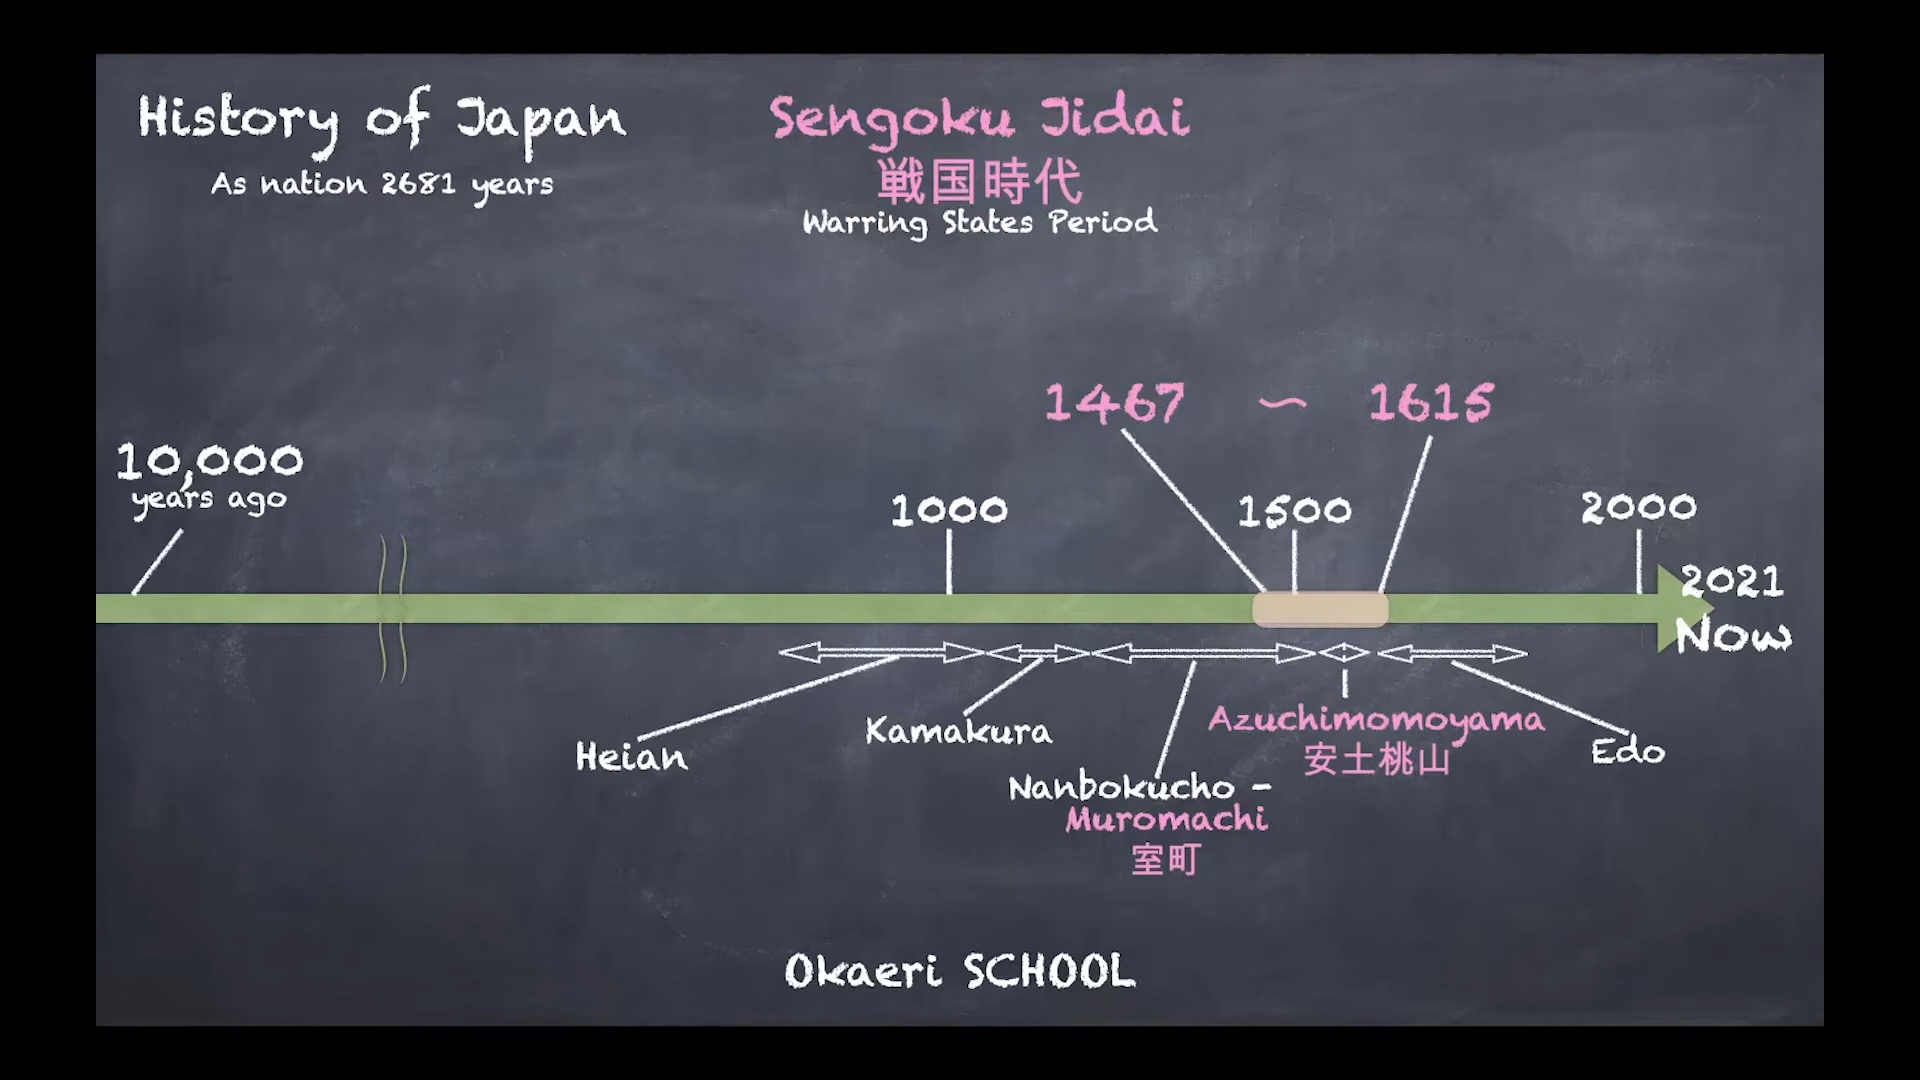 History of Japan
As nation 2681 years
Sengoku Jidai
戦国時代
Warring States Period
1467 ~ 1615
10,000
years ago
1000
1500
2000
2021
Now
Heian
Kamakura
Nanbokucho -
Muromachi
室町
Azuchimomoyama
安土桃山
Edo
Okaeri SCHOOL